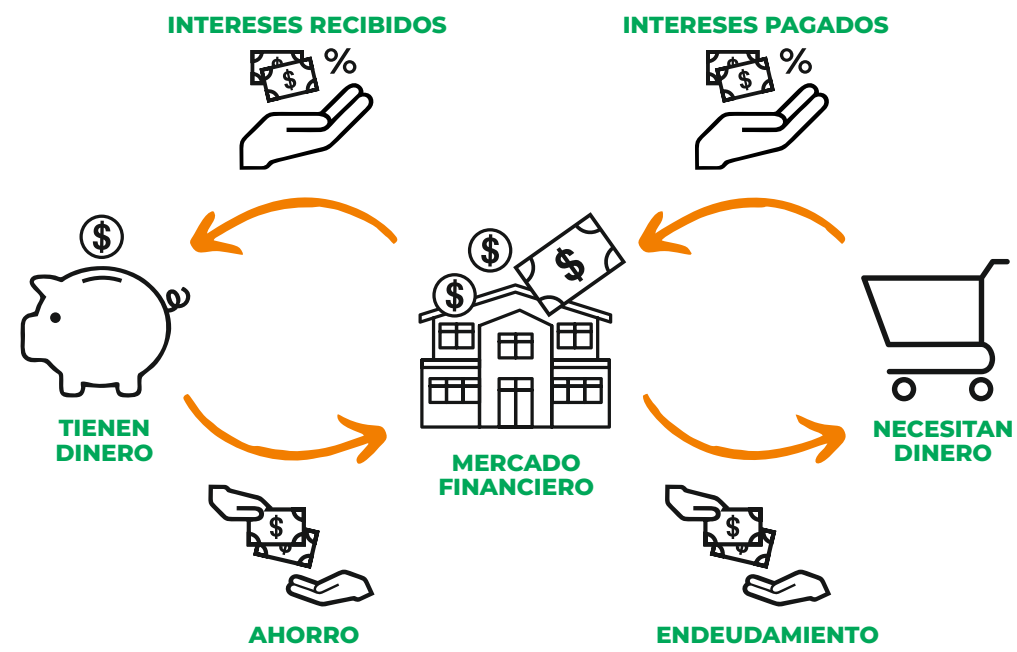 INTERESES RECIBIDOS
INTERESES PAGADOS
%
%
$
$
$
$
$
$
$
TIENEN
DINERO
MERCADO
FINANCIERO
NECESITAN
DINERO
$
$
$
$
AHORRO
ENDEUDAMIENTO